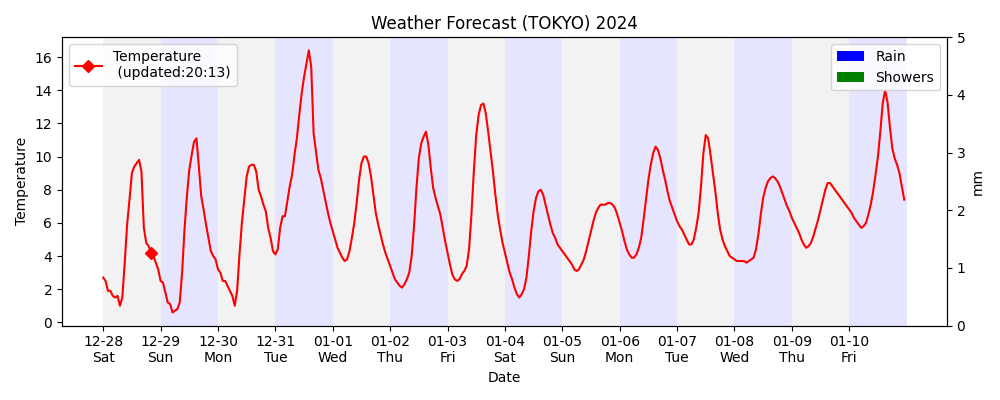 Weather Forecast (TOKYO) 2024
Temperature
(updated:20:13)
Rain
Showers
Temperature
16
14
12
10
8
6
4
2
0
5
4
3
2
1
0
mm
12-28 12-29 12-30 12-31 01-01 01-02 01-03 01-04 01-05 01-06 01-07 01-08 01-09 01-10
Sat Sun Mon Tue Wed Thu Fri Sat Sun Mon Tue Wed Thu Fri
Date